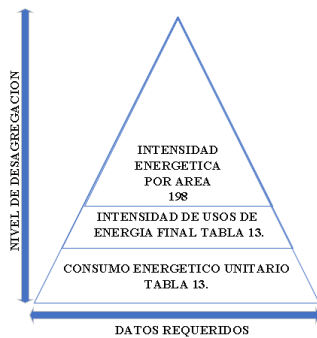 NIVEL DE DESAGREGACION
INTENSIDAD
ENERGETICA
POR AREA
198
INTENSIDAD DE USOS DE
ENERGIA FINAL TABLA 13.
CONSUMO ENERGETICO UNITARIO
TABLA 13.
DATOS REQUERIDOS